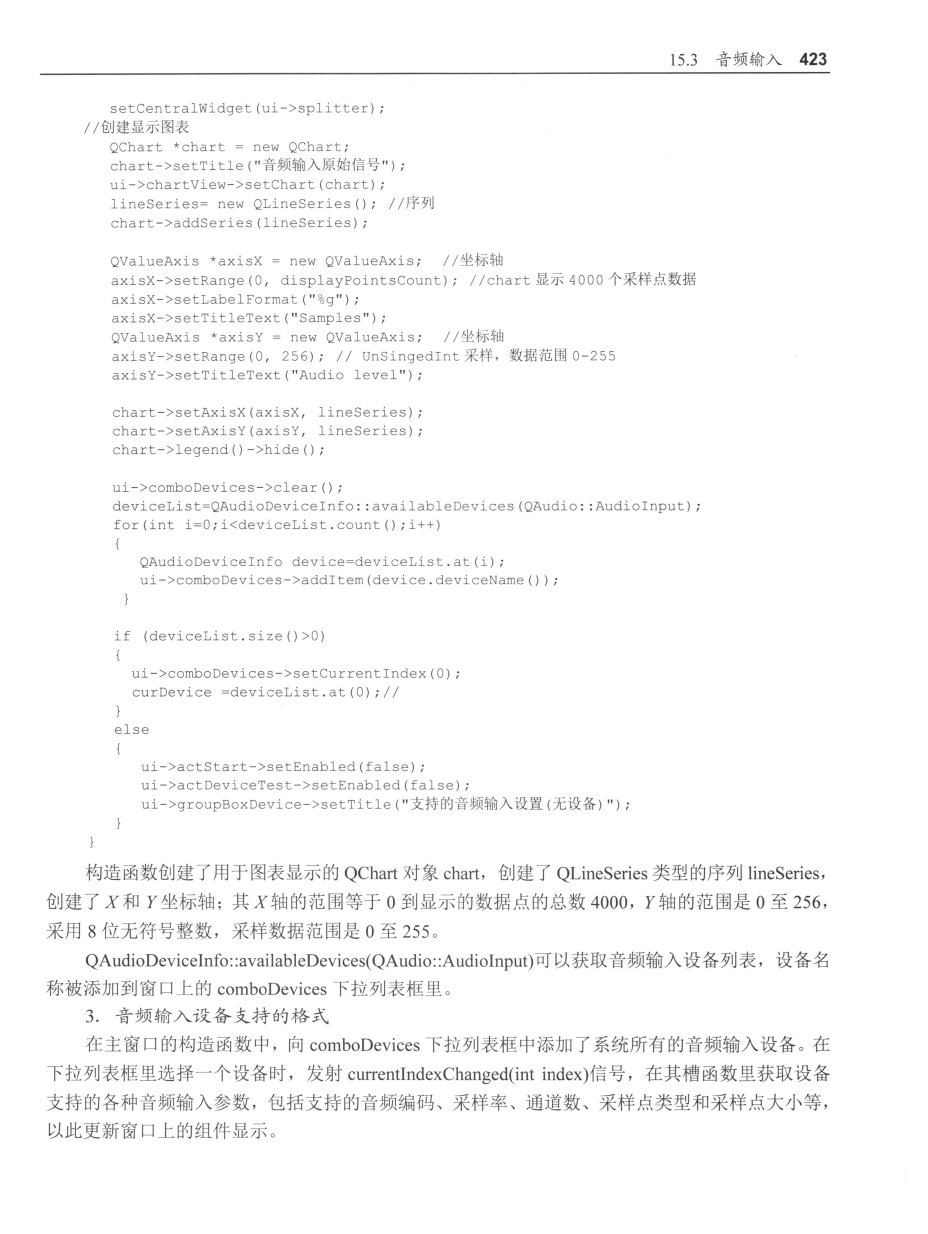 15.3 音频输入 423
setCentralWidget(ui->splitter);
//创建显示图表
QChart *chart = new QChart;
chart->setTitle("音频输入原始信号");
ui->chartView->setChart(chart);
lineSeries= new QLineSeries(); //序列
chart->addSeries(lineSeries);
QValueAxis *axisX = new QValueAxis; //坐标轴
axisX->setRange(0, displayPointsCount); //chart 显示 4000 个采样点数据
axisX->setLabelFormat("%g");
axisX->setTitleText("Samples");
QValueAxis *axisY = new QValueAxis; //坐标轴
axisY->setRange(0, 256); // UnSingedInt 采样，数据范围 0-255
axisY->setTitleText("Audio level");
chart->setAxisX(axisX, lineSeries);
chart->setAxisY(axisY, lineSeries);
chart->legend()->hide();
ui->comboDevices->clear();
deviceList=QAudioDeviceInfo::availableDevices(QAudio::AudioInput);
for(int i=0;i<deviceList.count();i++)
{
QAudioDeviceInfo device=deviceList.at(i);
ui->comboDevices->addItem(device.deviceName());
}
if (deviceList.size()>0)
{
ui->comboDevices->setCurrentIndex(0);
curDevice =deviceList.at(0);//
}
else
{
ui->actStart->setEnabled(false);
ui->actDeviceTest->setEnabled(false);
ui->groupBoxDevice->setTitle("支持的音频输入设置(无设备)");
}
}
构造函数创建了用于图表显示的 QChart 对象 chart，创建了 QLineSeries 类型的序列 lineSeries，
创建了 X 和 Y 坐标轴；其 X 轴的范围等于 0 到显示的数据点的总数 4000，Y 轴的范围是 0 至 256，
采用 8 位无符号整数，采样数据范围是 0 至 255。
QAudioDeviceInfo::availableDevices(QAudio::AudioInput)可以获取音频输入设备列表，设备名
称被添加到窗口上的 comboDevices 下拉列表框里。
3．音频输入设备支持的格式
在主窗口的构造函数中，向 comboDevices 下拉列表框中添加了系统所有的音频输入设备。在
下拉列表框里选择一个设备时，发射 currentIndexChanged(int index)信号，在其槽函数里获取设备
支持的各种音频输入参数，包括支持的音频编码、采样率、通道数、采样点类型和采样点大小等，
以此更新窗口上的组件显示。